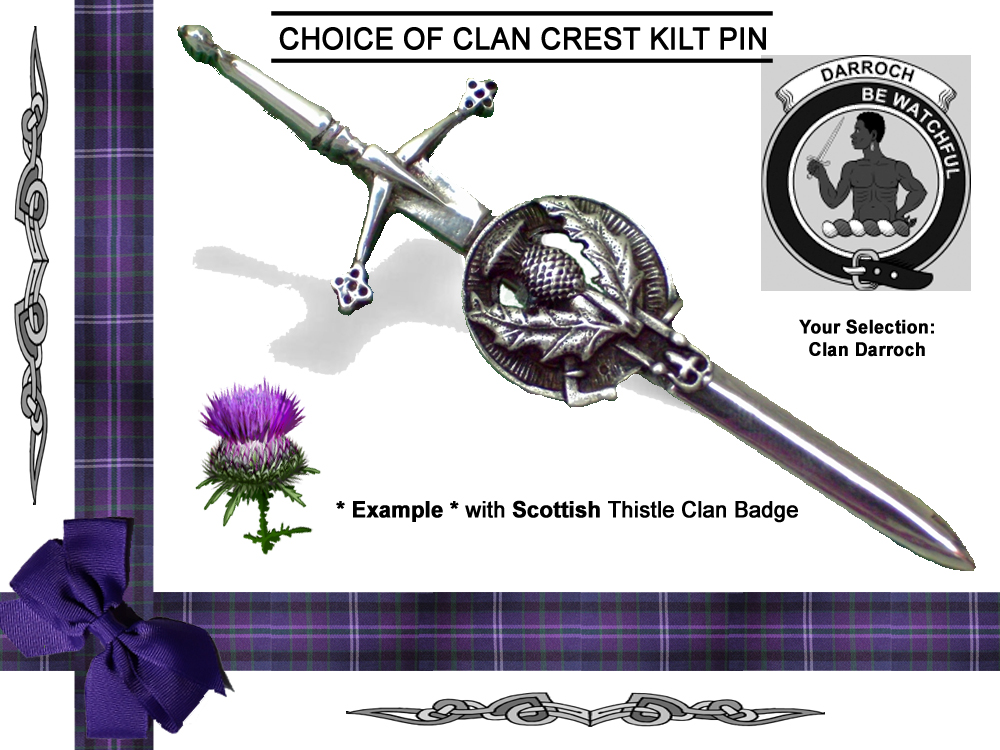 CHOICE OF CLAN CREST KILT PIN
DARROCH
BE WATCHFUL
Your Selection:
Clan Darroch
* Example * with Scottish Thistle Clan Badge